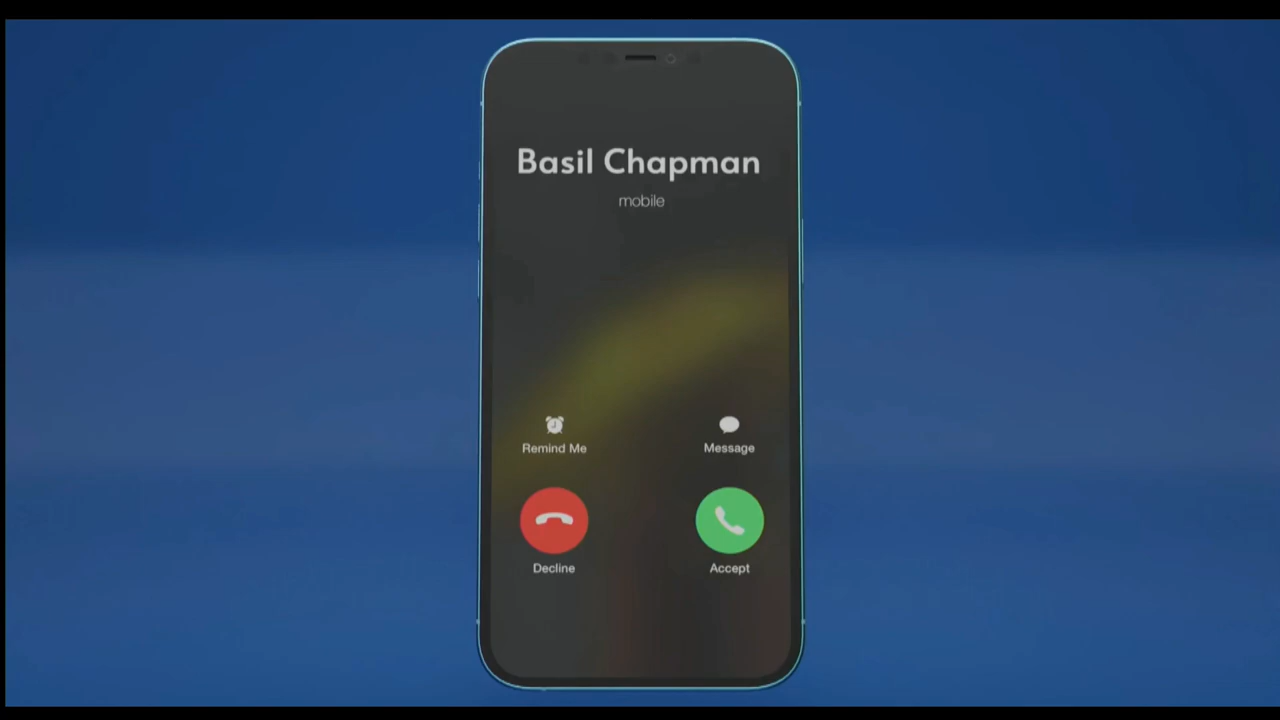 Basil Chapman
mobile
Remind Me
Message
Decline
Accept